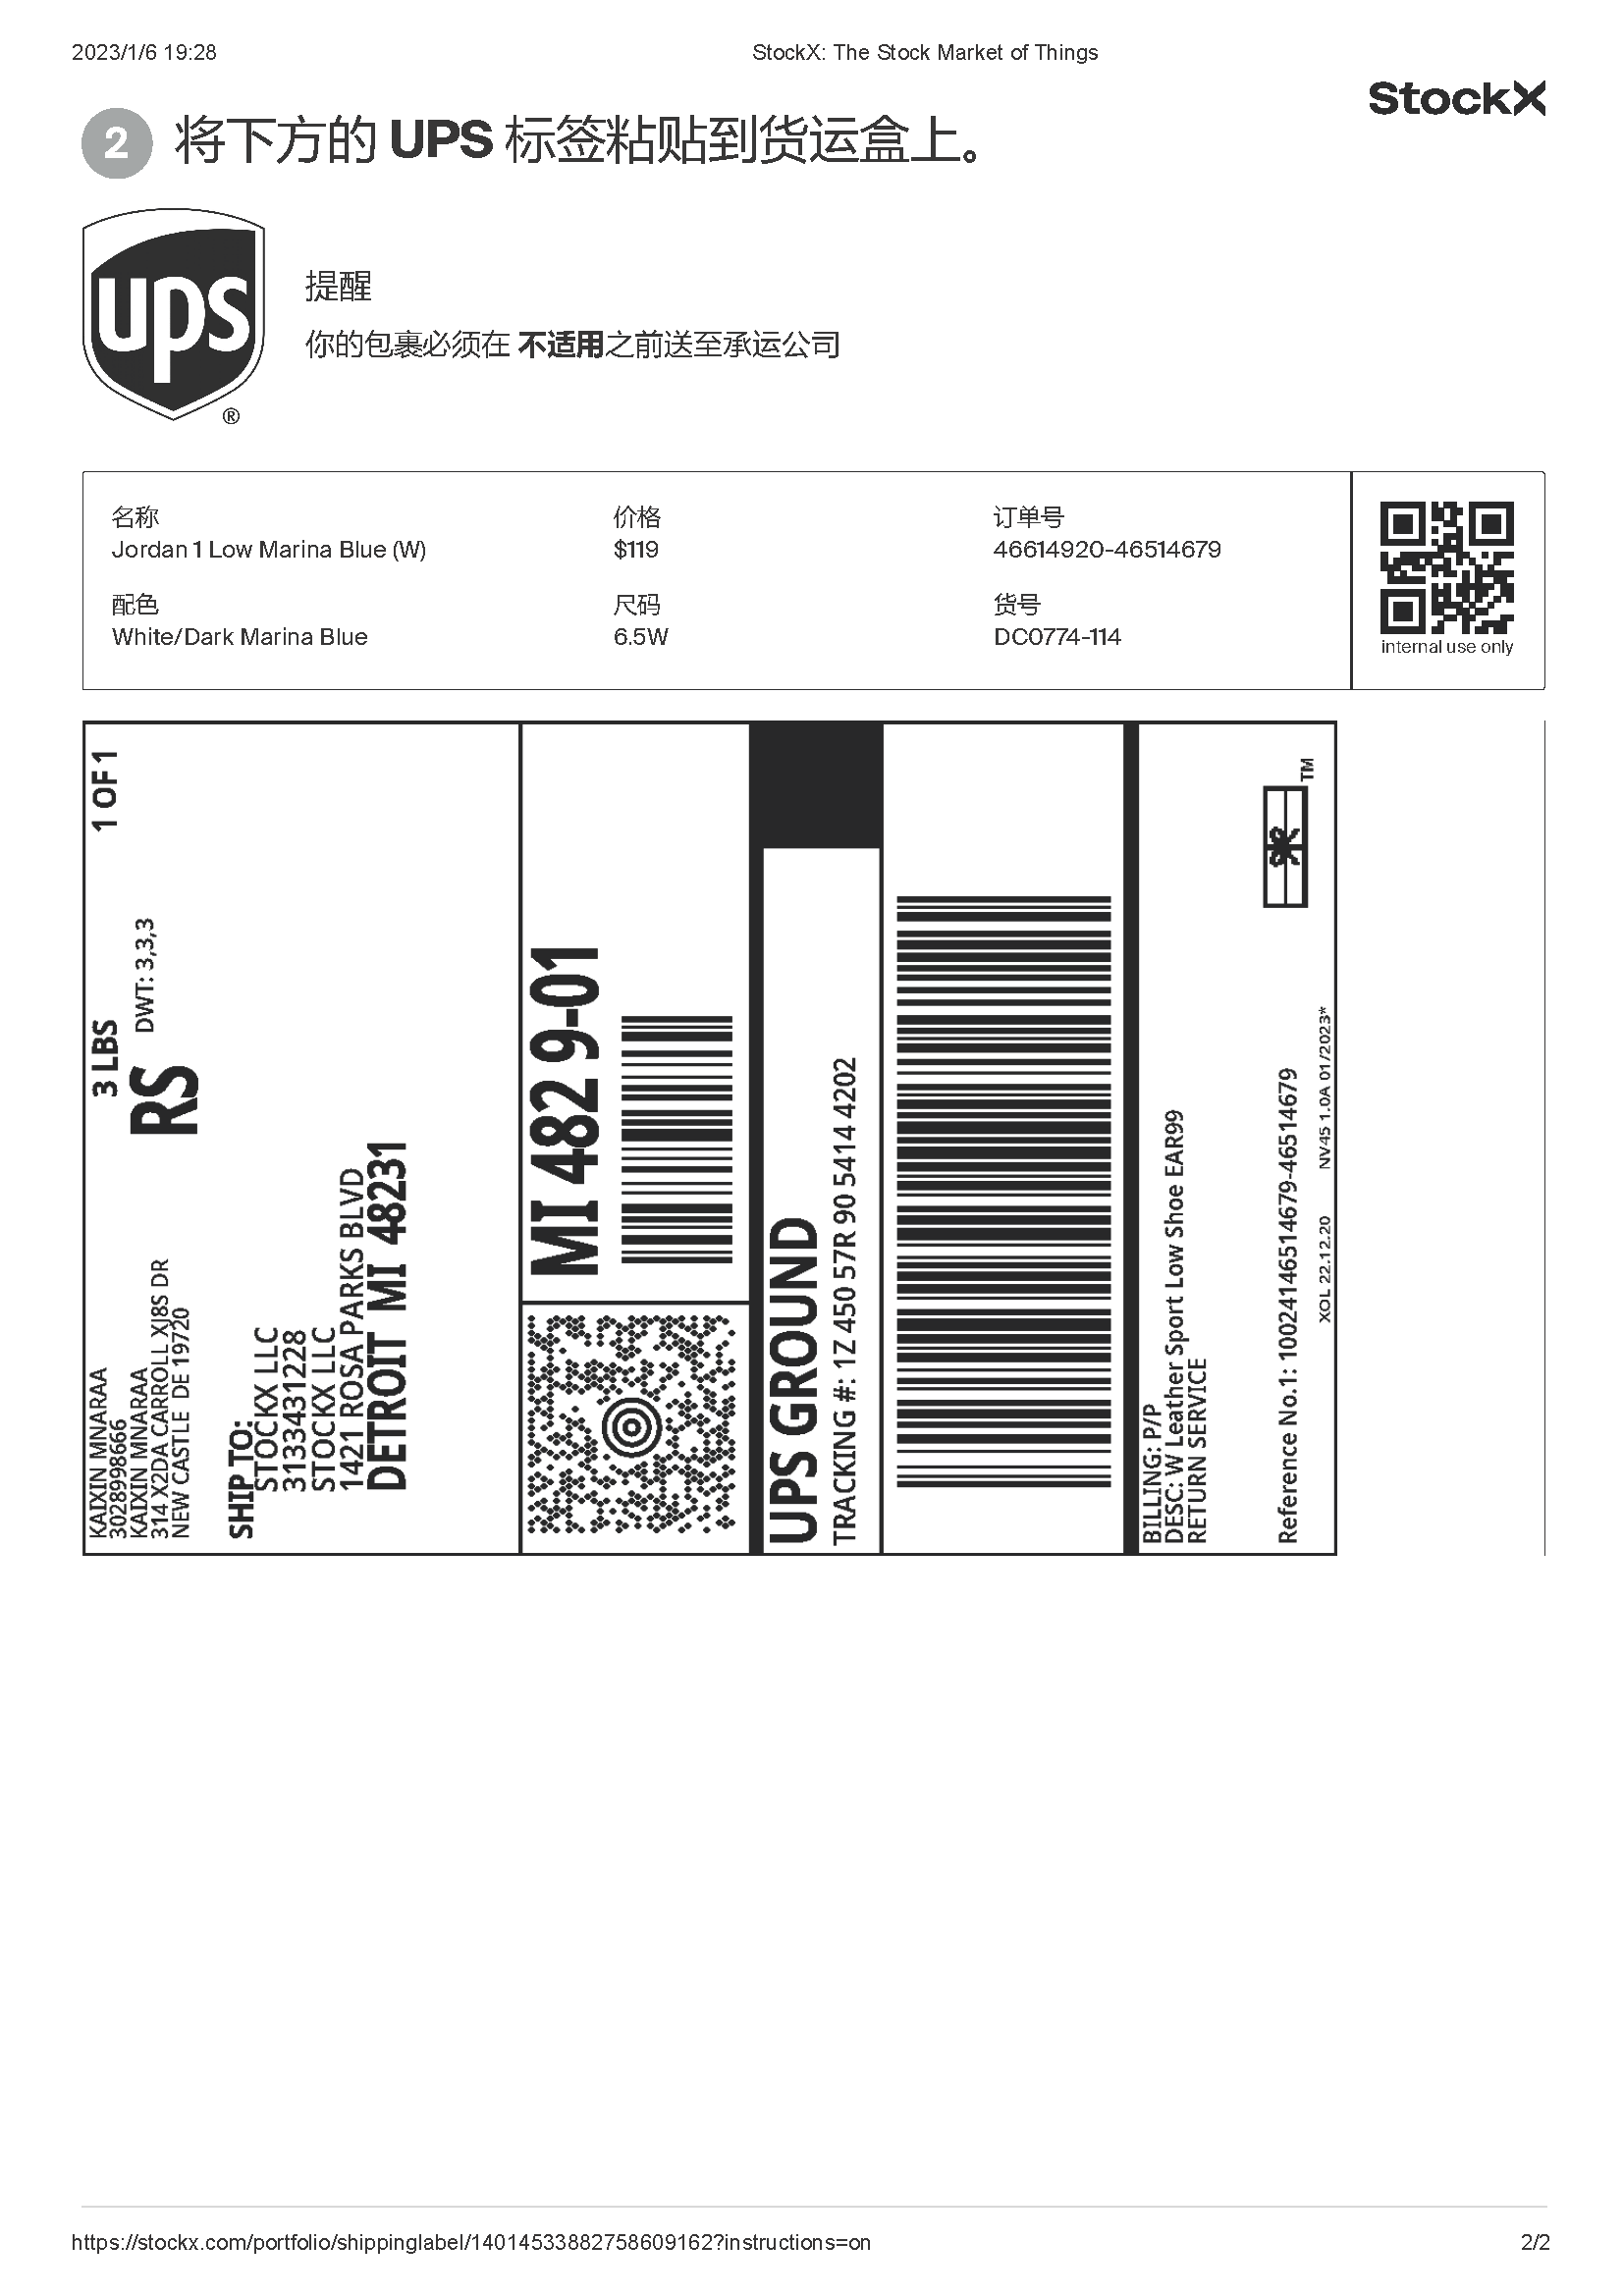 2023/1/6 19:28
StockX: The Stock Market of Things
StockX
2 将下方的 UPS 标签粘贴到货运盒上。
ups
®
提醒
你的包裹必须在 不适用之前送至承运公司
名称
Jordan 1 Low Marina Blue (W)
价格
$119
订单号
46614920-46514679
配色
White/Dark Marina Blue
尺码
6.5W
货号
DC0774-114
internal use only
KAIXIN MNARAA
3028998666
KAIXIN MNARAA
314 X2DA CARROLL XJ8S DR
NEW CASTLE DE 19720
3 LBS
1 OF 1
RS
DWT: 3,3,3
SHIP TO:
STOCKX LLC
3133431228
STOCKX LLC
1421 ROSA PARKS BLVD
DETROIT MI 48231
MI 482 9-01
UPS GROUND
TRACKING #: 1Z 450 57R 90 5414 4202
BILLING: P/P
DESC: W Leather Sport Low Shoe EAR99
RETURN SERVICE
Reference No.1: 10024146514679-46514679
XOL 22.12.20 NV45 1.0A 01/2023*
TM
https://stockx.com/portfolio/shippinglabel/14014533882758609162?instructions=on
2/2